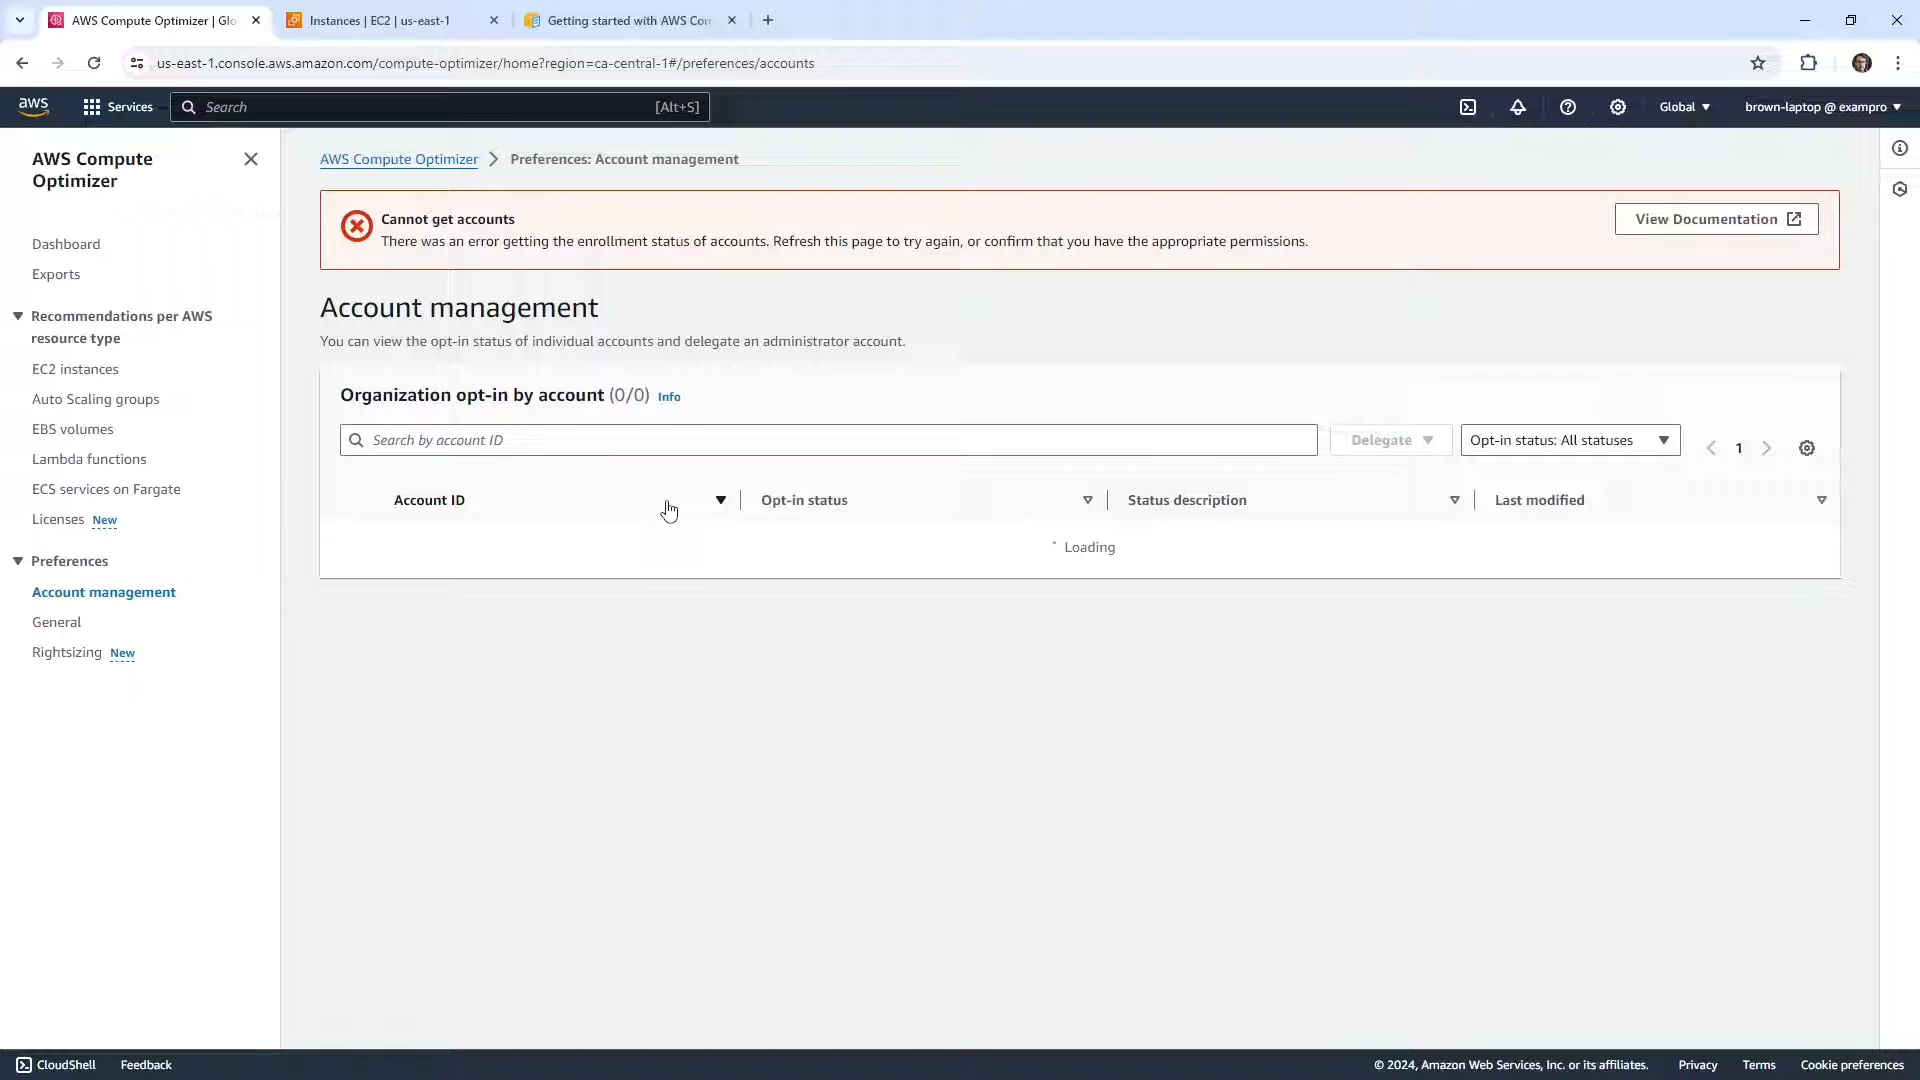 AWS Compute Optimizer | Glo
Instances | EC2 | us-east-1
Getting started with AWS Com
us-east-1.console.aws.amazon.com/compute-optimizer/home?region=ca-central-1#/preferences/accounts
aws
Services
Search
[Alt+S]
Global
brown-laptop @ exampro
AWS Compute
Optimizer
Dashboard
Exports
Recommendations per AWS
resource type
EC2 instances
Auto Scaling groups
EBS volumes
Lambda functions
ECS services on Fargate
Licenses New
Preferences
Account management
General
Rightsizing New
AWS Compute Optimizer > Preferences: Account management
Cannot get accounts
There was an error getting the enrollment status of accounts. Refresh this page to try again, or confirm that you have the appropriate permissions.
View Documentation
Account management
You can view the opt-in status of individual accounts and delegate an administrator account.
Organization opt-in by account (0/0) Info
Search by account ID
Delegate
Opt-in status: All statuses
1
Account ID
Opt-in status
Status description
Last modified
Loading
CloudShell
Feedback
© 2024, Amazon Web Services, Inc. or its affiliates.
Privacy
Terms
Cookie preferences